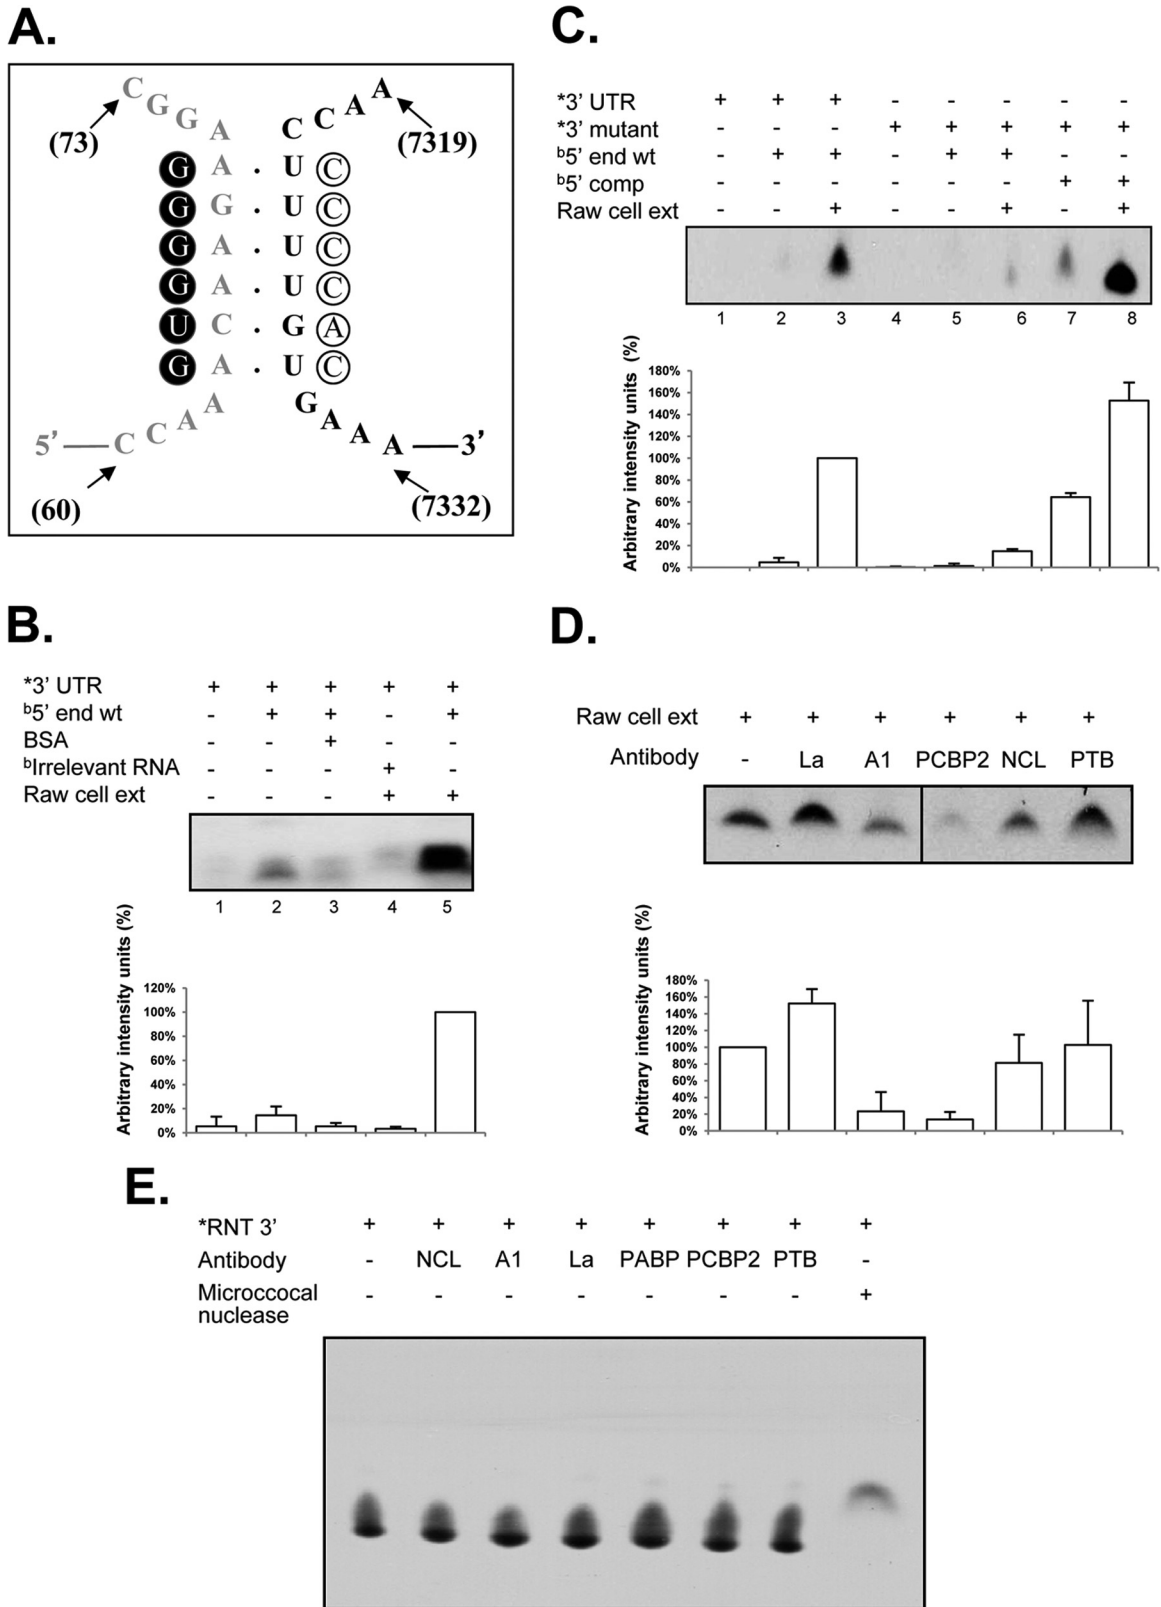 A.
C G G A C C A A
(73) (7319)
G A . U C
G G . U C
G A . U C
G A . U C
U C . G A
G A . U C
A G
5’ C C A A A A 3’
(60) (7332)
B.
*3’ UTR + + + + +
b5’ end wt - + + - +
BSA - - + - -
bIrrelevant RNA - - - + -
Raw cell ext - - - + +
1 2 3 4 5
Arbitrary intensity units (%)
120%
100%
80%
60%
40%
20%
0%
C.
*3’ UTR + + + - - - - -
*3’ mutant - - - + + + + +
b5’ end wt - + + - + + - -
b5’ comp - - - - - - + +
Raw cell ext - - + - - + - +
1 2 3 4 5 6 7 8
Arbitrary intensity units (%)
180%
160%
140%
120%
100%
80%
60%
40%
20%
0%
D.
Raw cell ext + + + + + +
Antibody - La A1 PCBP2 NCL PTB
Arbitrary intensity units (%)
180%
160%
140%
120%
100%
80%
60%
40%
20%
0%
E.
*RNT 3’ + + + + + + + +
Antibody - NCL A1 La PABP PCBP2 PTB -
Microccocal
nuclease - - - - - - - +